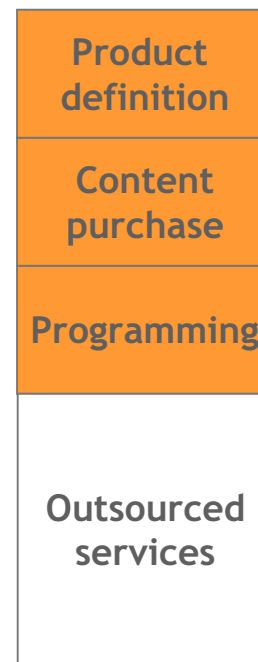 Product
definition
Content
purchase
Programming
Outsourced
services